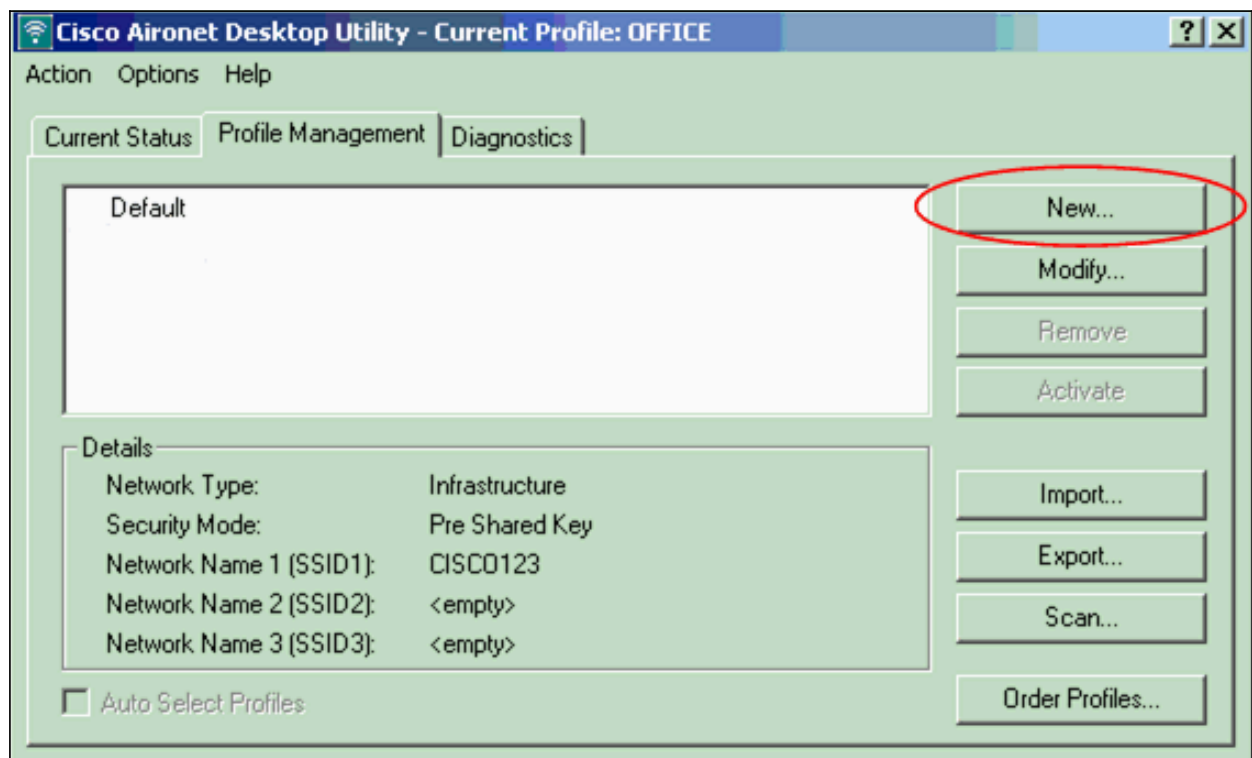 Cisco Aironet Desktop Utility - Current Profile: OFFICE
Action Options Help
Current Status Profile Management Diagnostics
Default
New...
Modify...
Remove
Activate
Details
Network Type: Infrastructure
Security Mode: Pre Shared Key
Network Name 1 (SSID1): CISCO123
Network Name 2 (SSID2): <empty>
Network Name 3 (SSID3): <empty>
Import...
Export...
Scan...
Auto Select Profiles
Order Profiles...